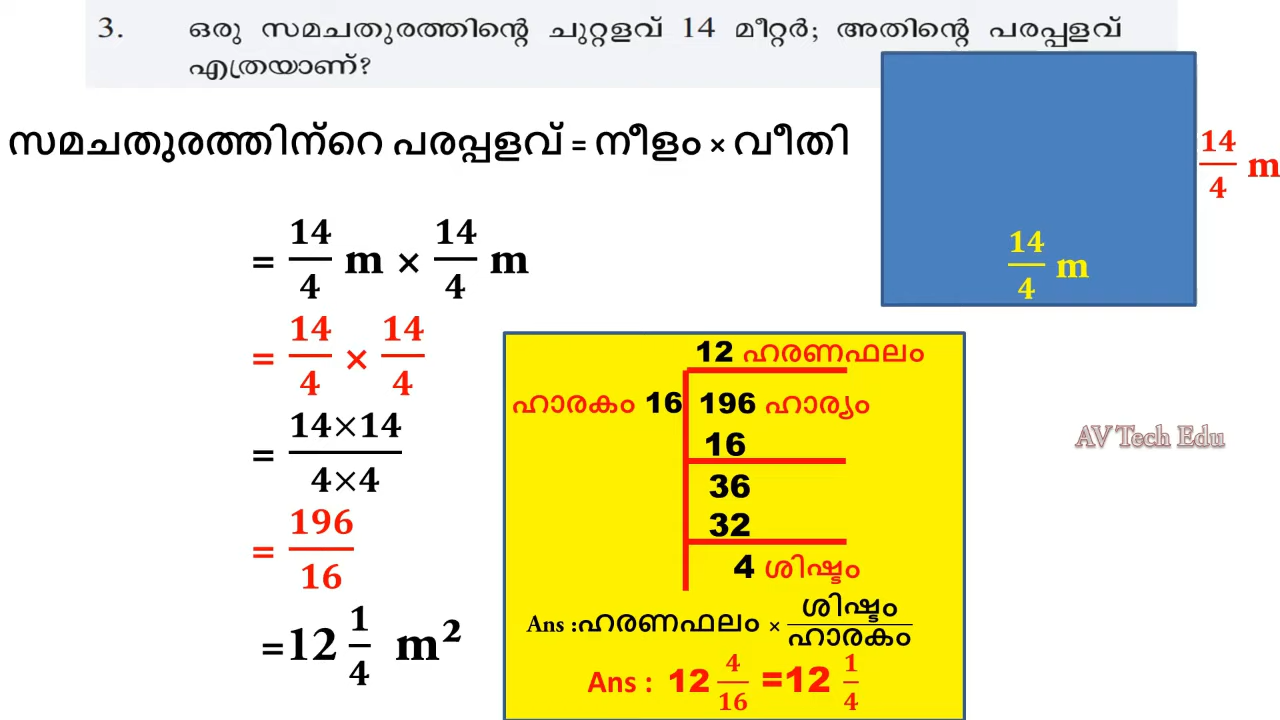 3. ഒരു സമചതുരത്തിന്റെ ചുറ്റളവ് 14 മീറ്റർ; അതിന്റെ പരപ്പളവ്
എത്രയാണ്?
സമചതുരത്തിന്റെ പരപ്പളവ് = നീളം × വീതി
14/4 m
14/4 m
= 14/4 m × 14/4 m
= 14/4 × 14/4
= 14×14/4×4
= 196/16
=12 1/4 m²
12 ഹരണഫലം
ഹാരകം 16 196 ഹാര്യം
16
36
32
4 ശിഷ്ടം
Ans :ഹരണഫലം × ശിഷ്ടം/ഹാരകം
Ans : 12 4/16 =12 1/4
AV Tech Edu